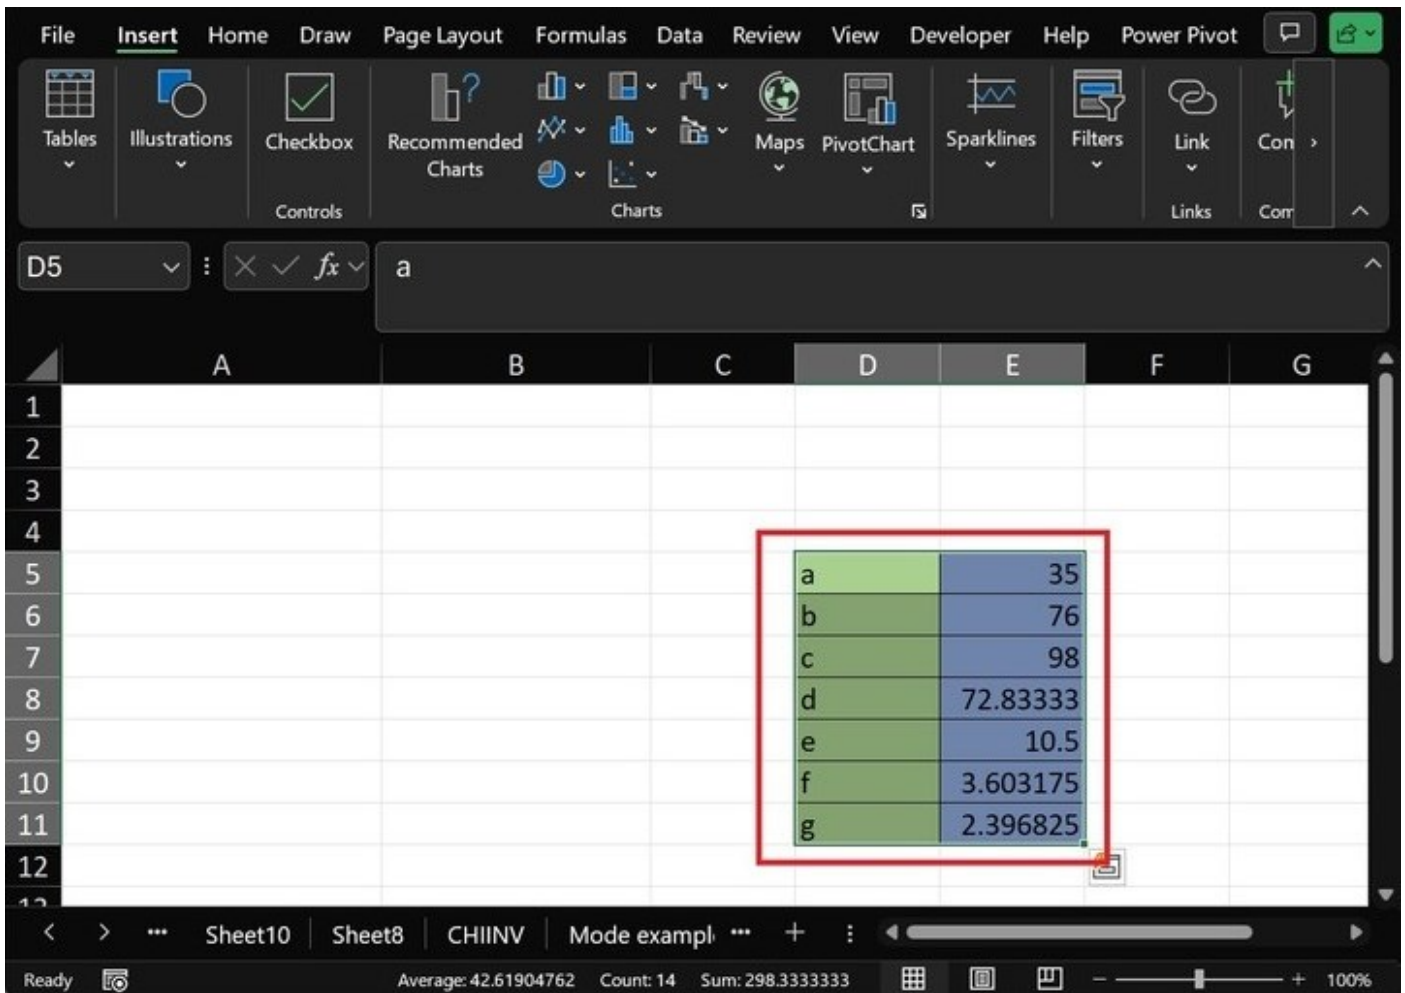 File Insert Home Draw Page Layout Formulas Data Review View Developer Help Power Pivot
Tables Illustrations Checkbox Recommended Charts Maps PivotChart Sparklines Filters Link
Controls Charts Links
D5 fx a
A B C D E F G
1
2
3
4
5 a 35
6 b 76
7 c 98
8 d 72.83333
9 e 10.5
10 f 3.603175
11 g 2.396825
12
Sheet10 Sheet8 CHIINV Mode exampl ...
Ready Average: 42.61904762 Count: 14 Sum: 298.3333333 100%